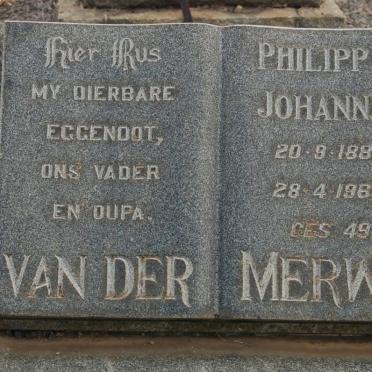 Hier Rus
MY DIERBARE
EGGENOOT,
ONS VADER
EN OUPA.
PHILIPP
JOHANN
20·9·188
28·4·196
GES 49
VAN DER MERW